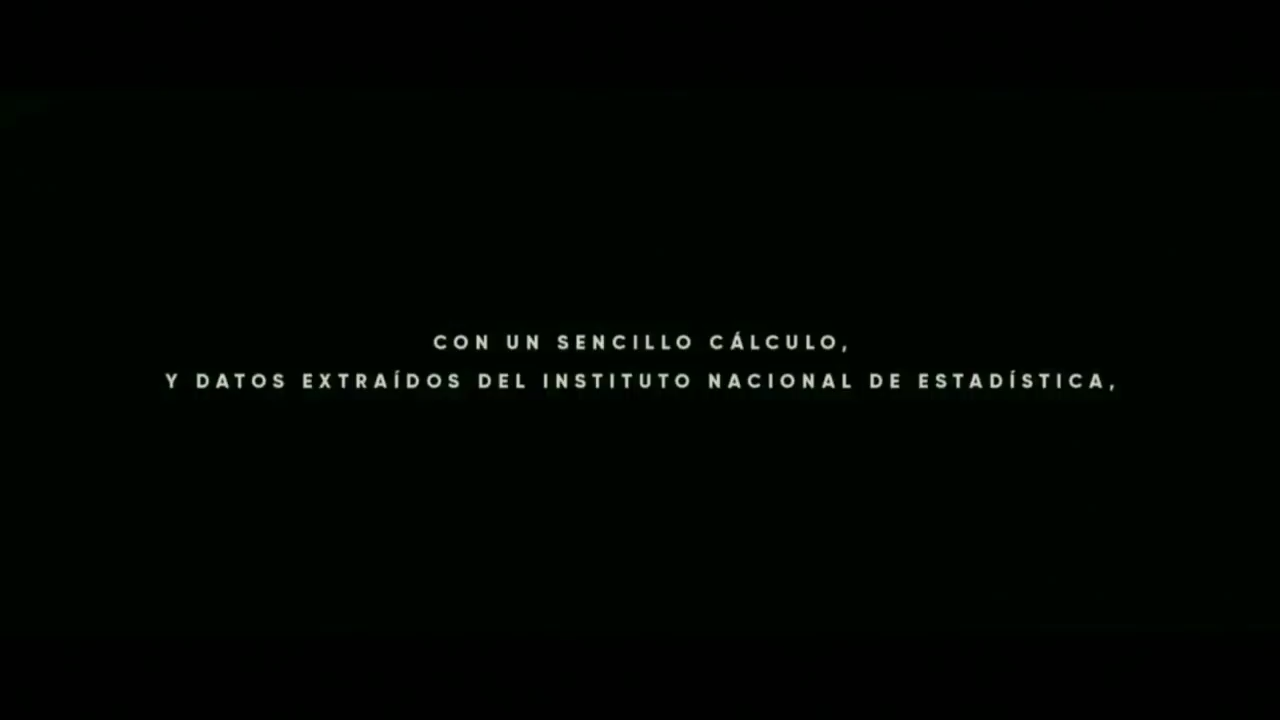 CON UN SENCILLO CÁLCULO,
Y DATOS EXTRAÍDOS DEL INSTITUTO NACIONAL DE ESTADÍSTICA,